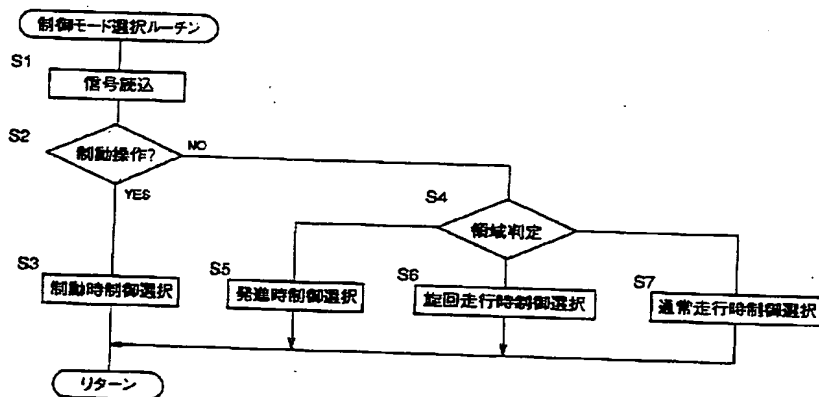 制御モード選択ルーチン
S1
信号読込
S2
制動操作?
NO
YES
S4
領域判定
S3
制動時制御選択
S5
発進時制御選択
S6
旋回走行時制御選択
S7
通常走行時制御選択
リターン